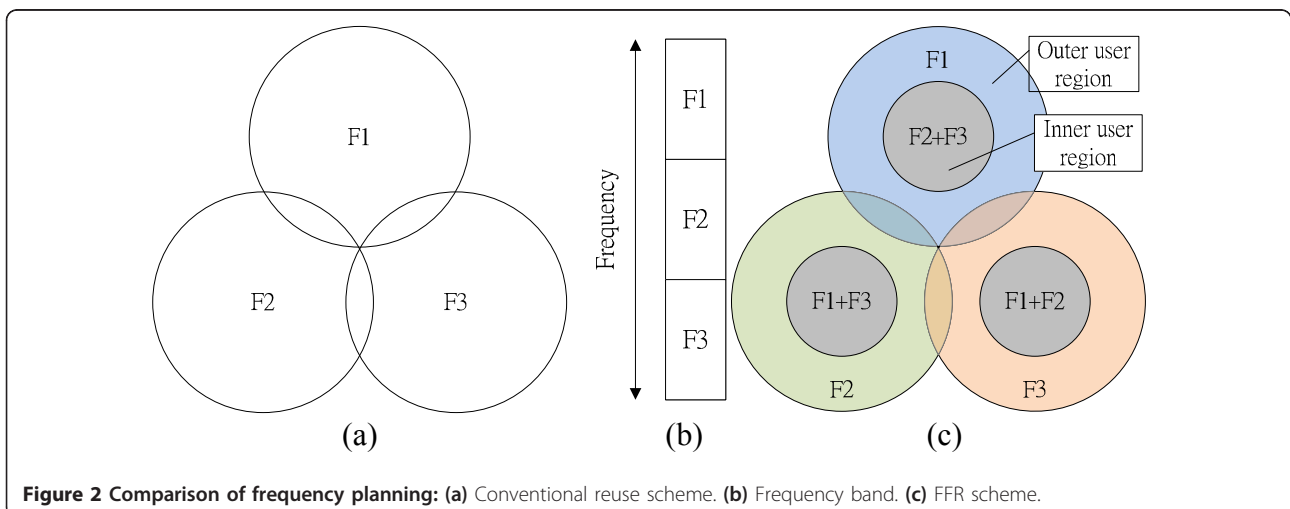 F1
F2
F3
(a)
Frequency
F1
F2
F3
(b)
F1
Outer user
region
F2+F3
Inner user
region
F1+F3
F1+F2
F2
F3
(c)
Figure 2 Comparison of frequency planning: (a) Conventional reuse scheme. (b) Frequency band. (c) FFR scheme.